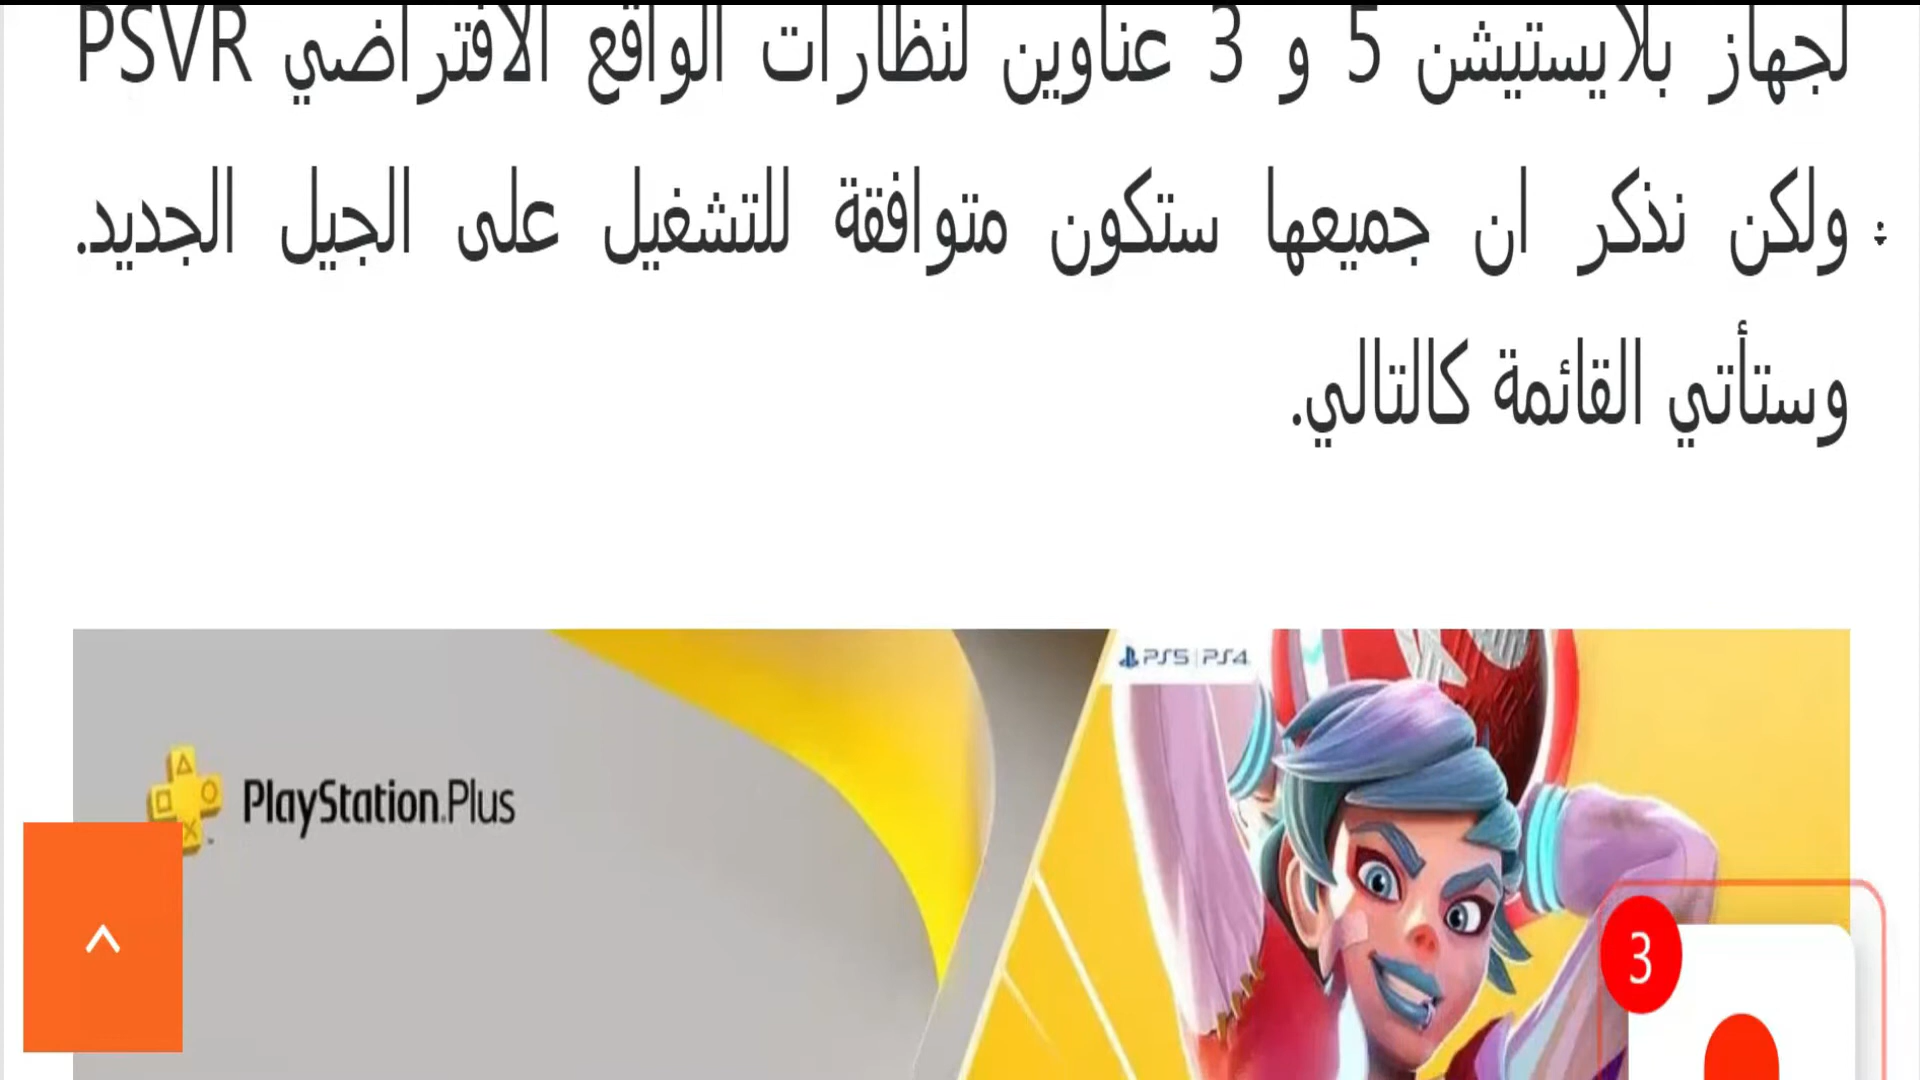 لجهاز بلايستيشن 5 و 3 عناوين لنظارات الواقع الافتراضي PSVR
ولكن نذكر ان جميعها ستكون متوافقة للتشغيل على الجيل الجديد.
وستأتي القائمة كالتالي.
PS5 PS4
PlayStation.Plus
3